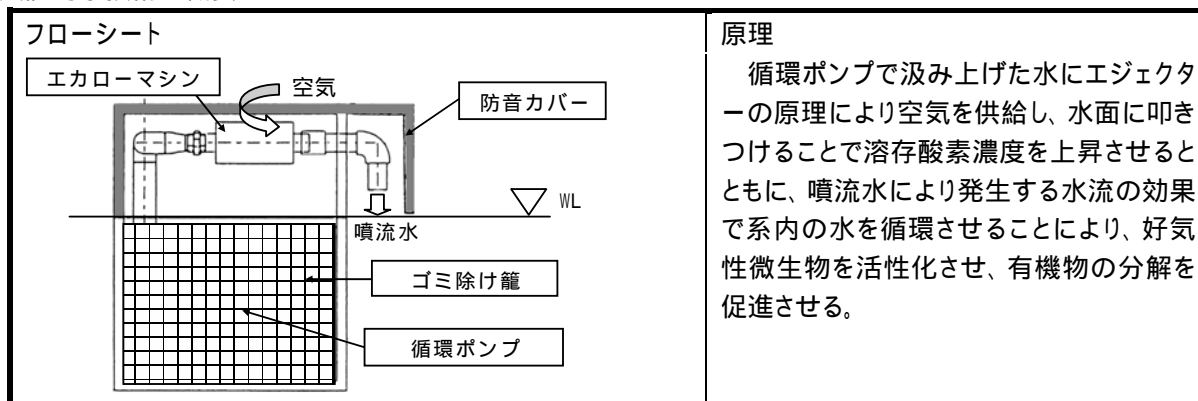 フローシート
エカローマシン
空気
防音カバー
WL
噴流水
ゴミ除け籠
循環ポンプ
原理
循環ポンプで汲み上げた水にエジェクタ
ーの原理により空気を供給し、水面に叩き
つけることで溶存酸素濃度を上昇させると
ともに、噴流水により発生する水流の効果
で系内の水を循環させることにより、好気
性微生物を活性化させ、有機物の分解を
促進させる。